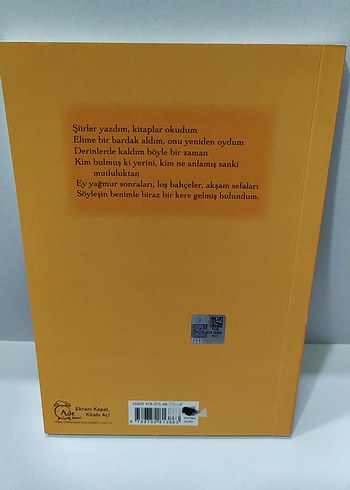 Şiirler yazdım, kitaplar okudum
Elime bir bardak aldım, onu yeniden oydum
Derinlerde kaldım böyle bir zaman
Kim bulmuş ki yerini, kim ne anlamış sanki
mutluluktan
Ey yağmur sonraları, loş bahçeler, akşam sefaları
Söyleşin benimle biraz bir kere gelmiş bulundum.
Aile
Ekranı Kapat,
Kitabı Aç!